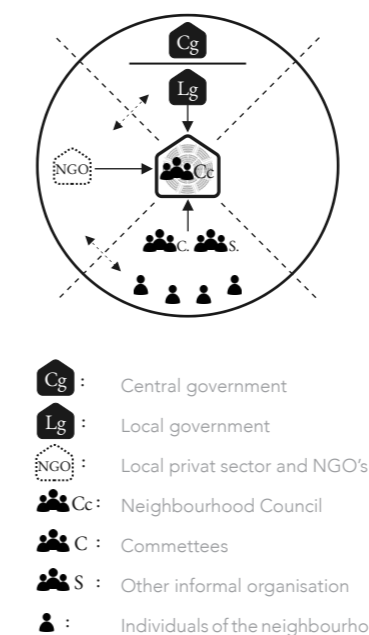 Cg
Lg
NGO
Cc
C. S.
Cg : Central government
Lg : Local government
NGO : Local privat sector and NGO's
Cc : Neighbourhood Council
C : Commettees
S : Other informal organisation
: Individuals of the neighbourho